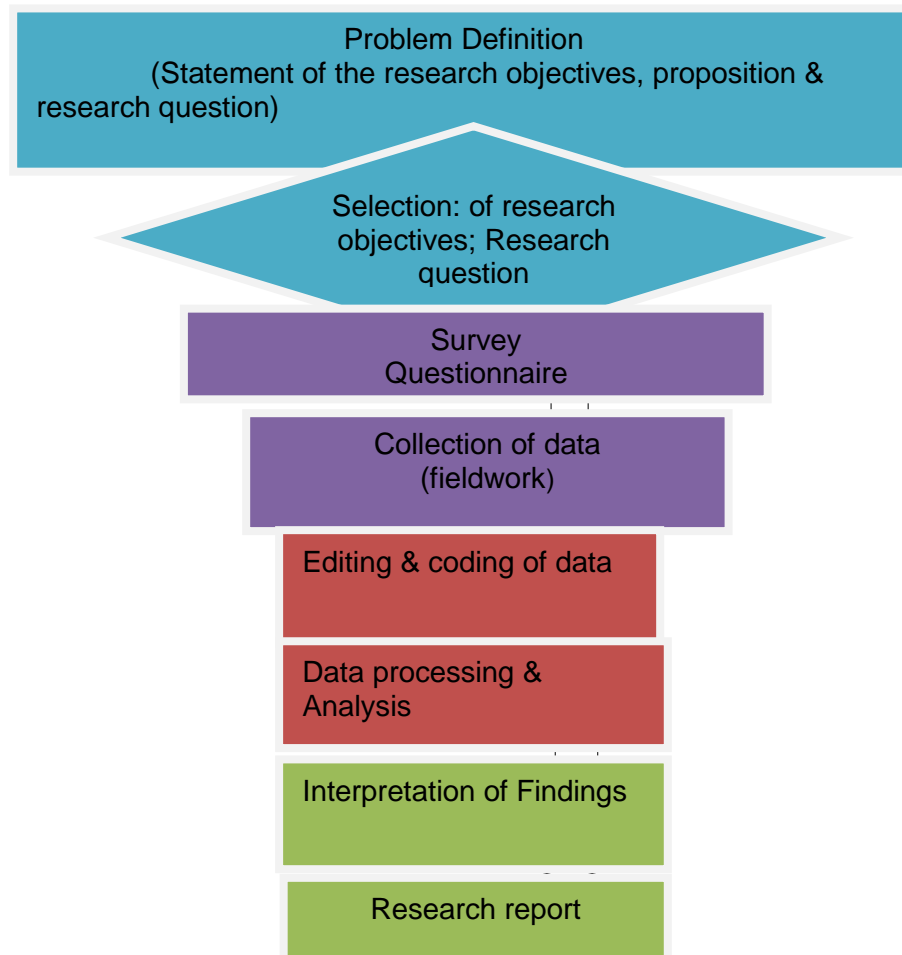 Problem Definition
(Statement of the research objectives, proposition &
research question)
Selection: of research
objectives; Research
question
Survey
Questionnaire
Collection of data
(fieldwork)
Editing & coding of data
Data processing &
Analysis
Interpretation of Findings
Research report